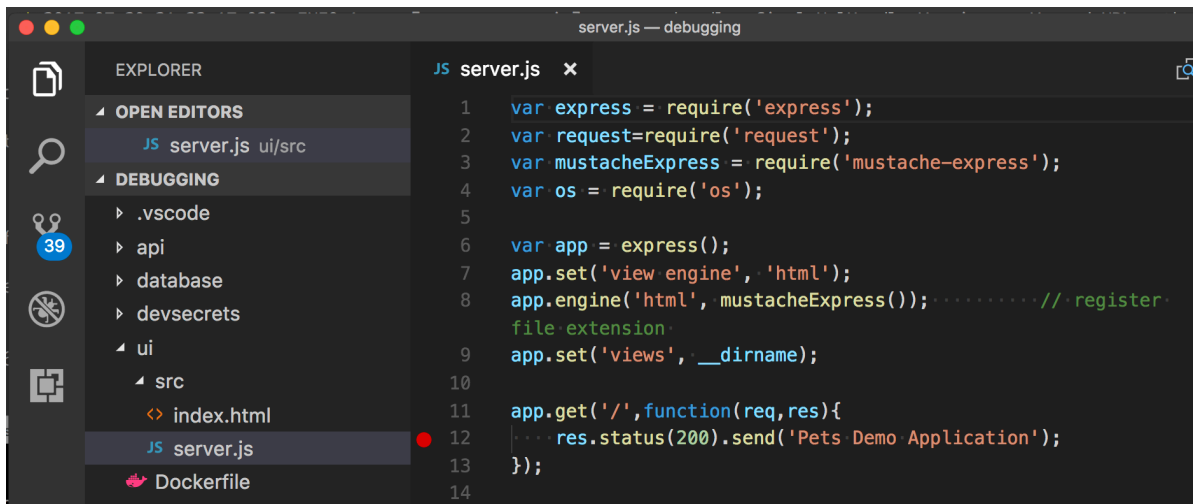 server.js — debugging
EXPLORER
OPEN EDITORS
JS server.js ui/src
DEBUGGING
.vscode
api
database
devsecrets
ui
src
<> index.html
JS server.js
Dockerfile
39
JS server.js ×
1 var express = require('express');
2 var request=require('request');
3 var mustacheExpress = require('mustache-express');
4 var os = require('os');
5
6 var app = express();
7 app.set('view engine', 'html');
8 app.engine('html', mustacheExpress());          // register
file extension
9 app.set('views', __dirname);
10
11 app.get('/',function(req,res){
12     res.status(200).send('Pets Demo Application');
13 });
14